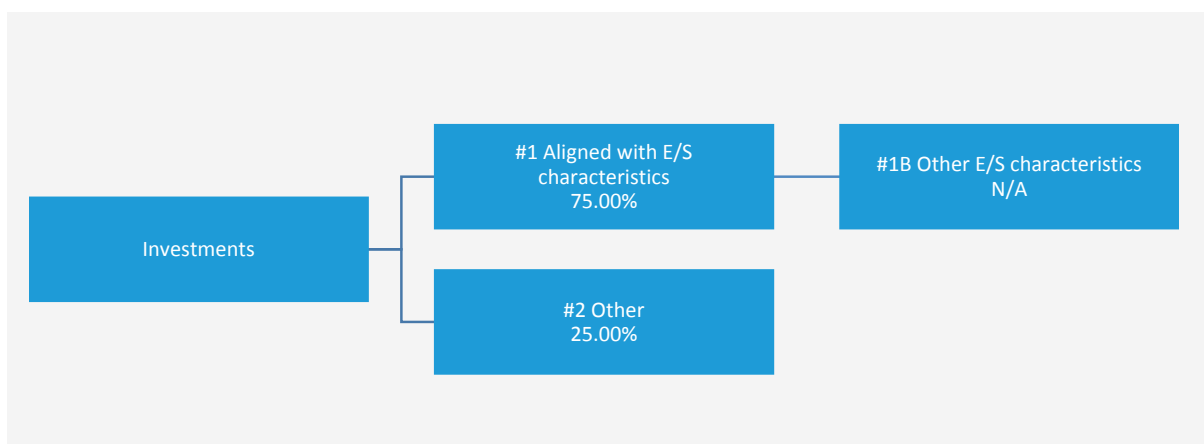 Investments
#1 Aligned with E/S
characteristics
75.00%
#1B Other E/S characteristics
N/A
#2 Other
25.00%